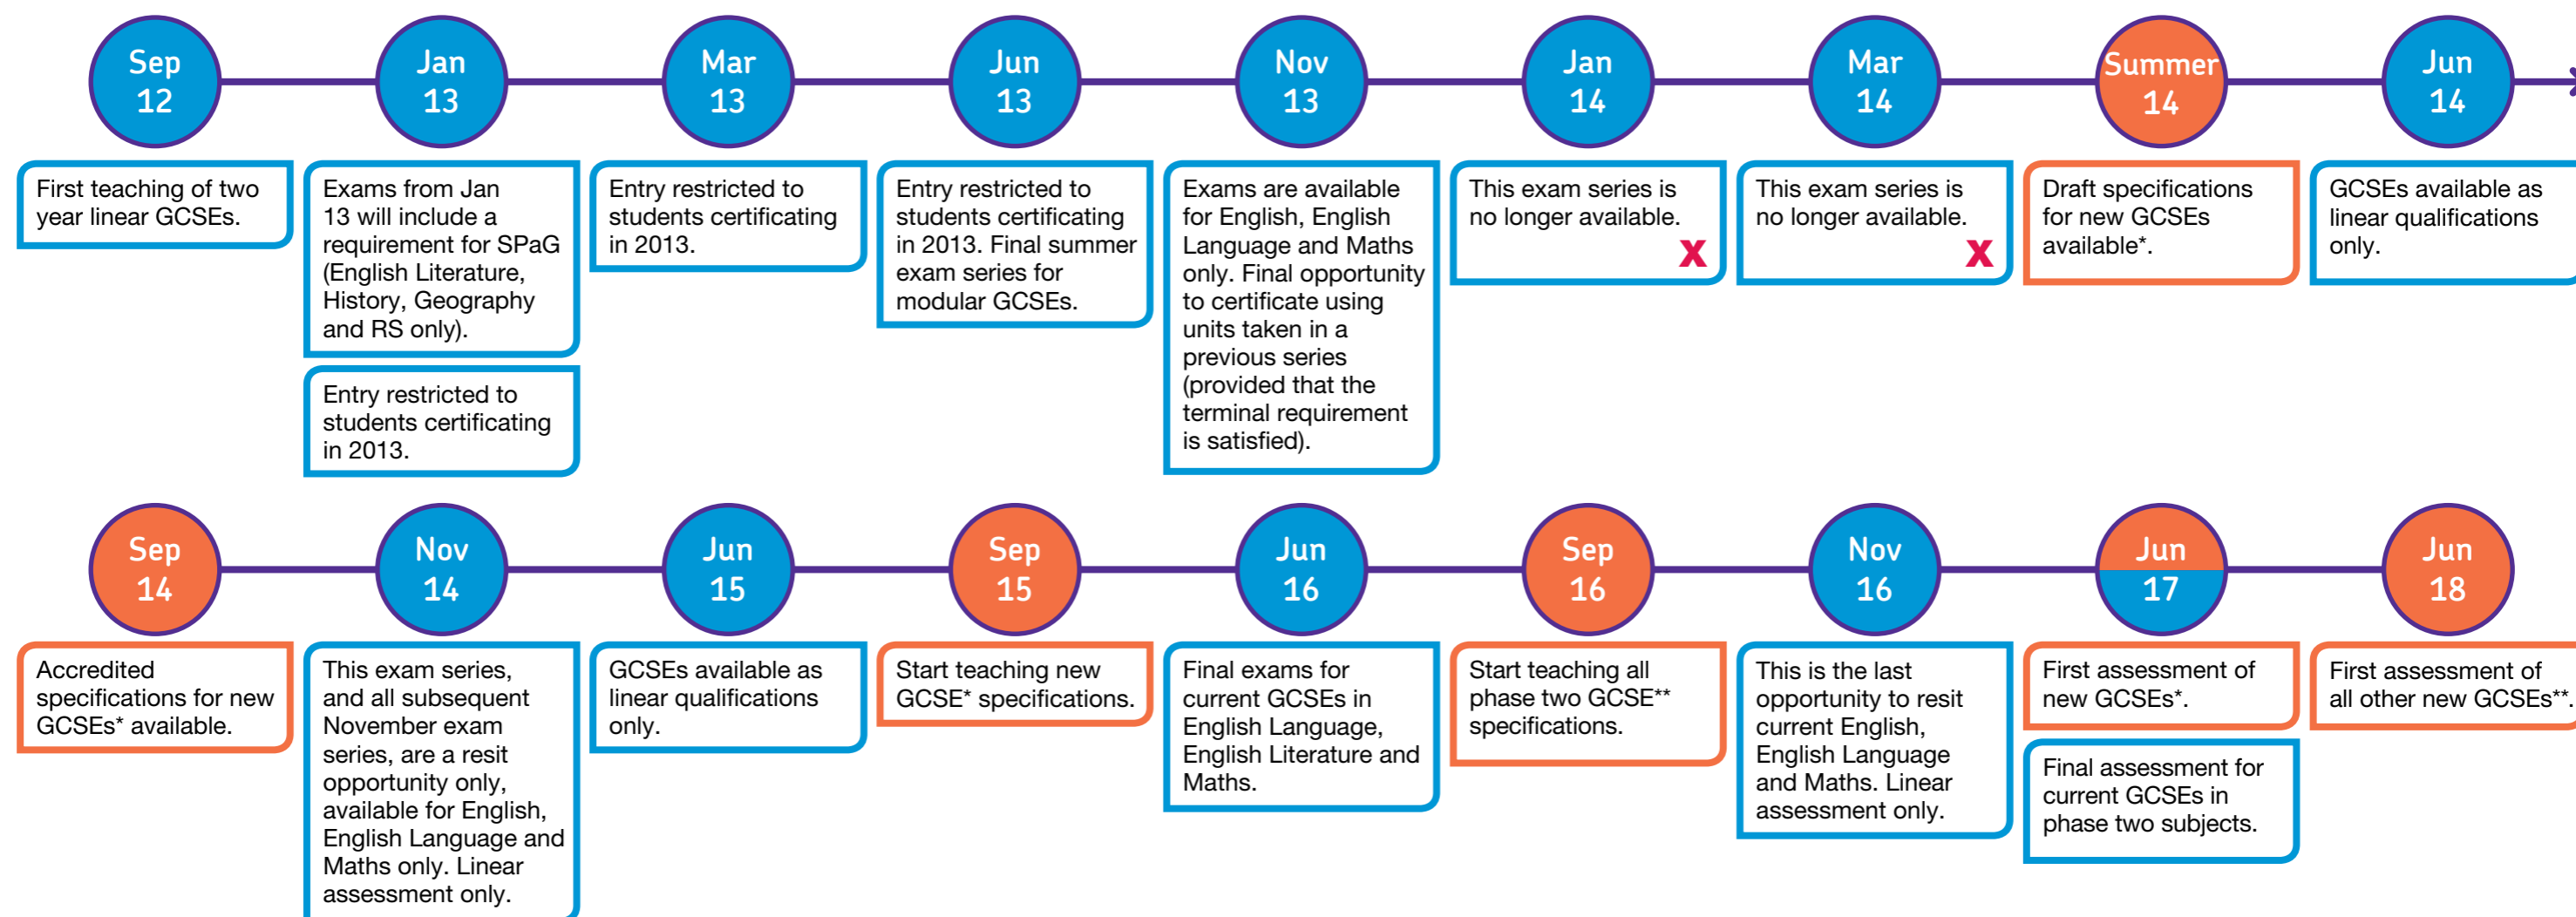 Sep
12
Jan
13
Mar
13
Jun
13
Nov
13
Jan
14
Mar
14
Summer
14
Jun
14
First teaching of two
year linear GCSEs.
Exams from Jan
13 will include a
requirement for SPaG
(English Literature,
History, Geography
and RS only).
Entry restricted to
students certificating
in 2013.
Entry restricted to
students certificating
in 2013.
Entry restricted to
students certificating
in 2013. Final summer
exam series for
modular GCSEs.
Exams are available
for English, English
Language and Maths
only. Final opportunity
to certificate using
units taken in a
previous series
(provided that the
terminal requirement
is satisfied).
This exam series is
no longer available.
X
This exam series is
no longer available.
X
Draft specifications
for new GCSEs
available*.
GCSEs available as
linear qualifications
only.
Sep
14
Nov
14
Jun
15
Sep
15
Jun
16
Sep
16
Nov
16
Jun
17
Jun
18
Accredited
specifications for new
GCSEs* available.
This exam series,
and all subsequent
November exam
series, are a resit
opportunity only,
available for English,
English Language and
Maths only. Linear
assessment only.
GCSEs available as
linear qualifications
only.
Start teaching new
GCSE* specifications.
Final exams for
current GCSEs in
English Language,
English Literature and
Maths.
Start teaching all
phase two GCSE**
specifications.
This is the last
opportunity to resit
current English,
English Language
and Maths. Linear
assessment only.
First assessment of
new GCSEs*.
Final assessment for
current GCSEs in
phase two subjects.
First assessment of
all other new GCSEs**.